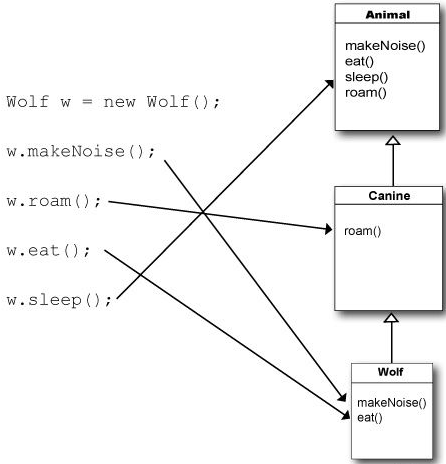 Wolf w = new Wolf();
w.makeNoise();
w.roam();
w.eat();
w.sleep();
Animal
makeNoise()
eat()
sleep()
roam()
Canine
roam()
Wolf
makeNoise()
eat()